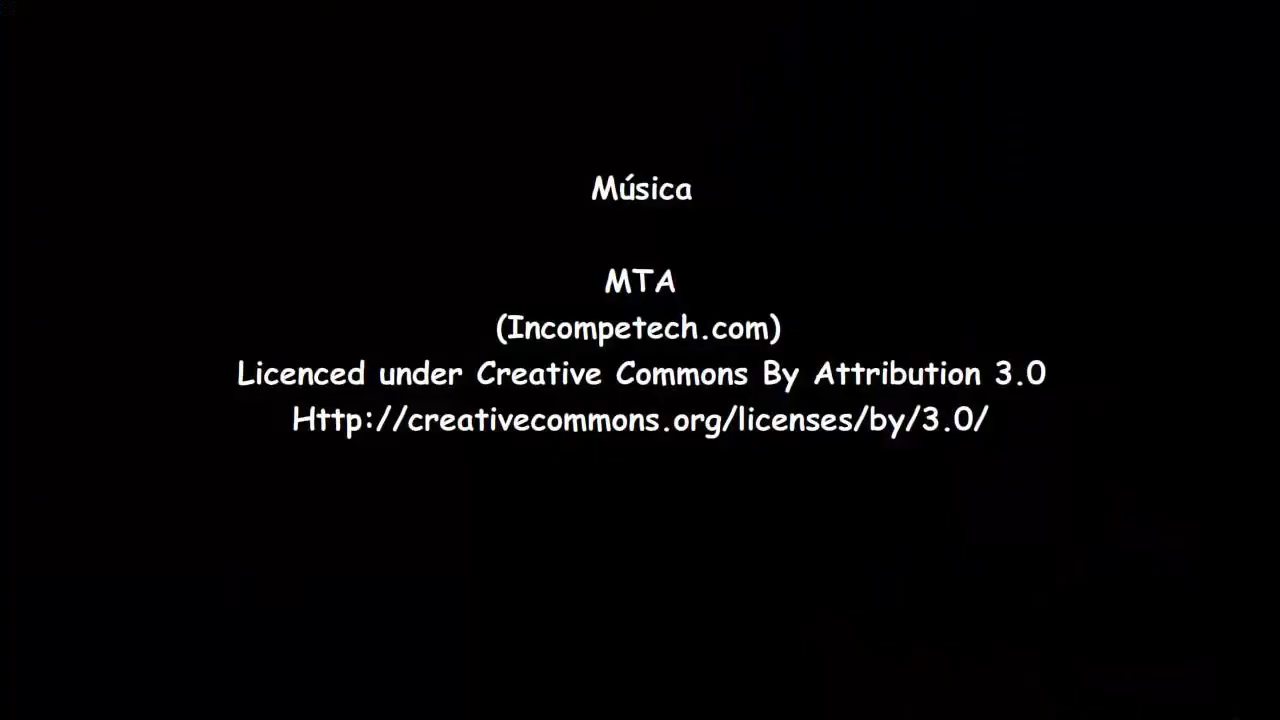 Música
MTA
(Incompetech.com)
Licenced under Creative Commons By Attribution 3.0
Http://creativecommons.org/licenses/by/3.0/